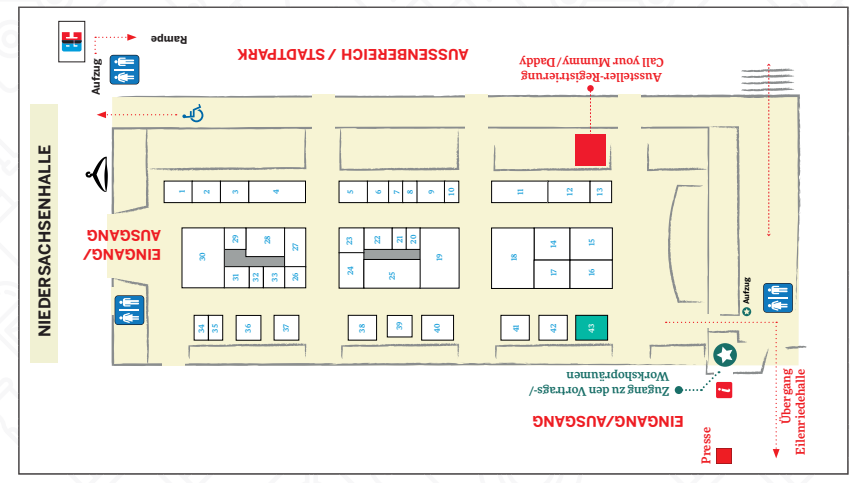 NIEDERSACHSENHALLE
Rampe
Aufzug
AUSSENBEREICH / STADTPARK
Aussteller-Registrierung
Call your Mummy/Daddy
EINGANG/
AUSGANG
1
2
3
4
5
6
7
8
9
10
11
12
13
30
29
28
27
31
32
33
26
23
22
21
20
19
24
25
18
14
15
17
16
34
35
36
37
38
39
40
41
42
43
Aufzug
Zugang zu den Vortrags-/
Workshopräumen
i
EINGANG/AUSGANG
Presse
Übergang
Eilenriedehalle